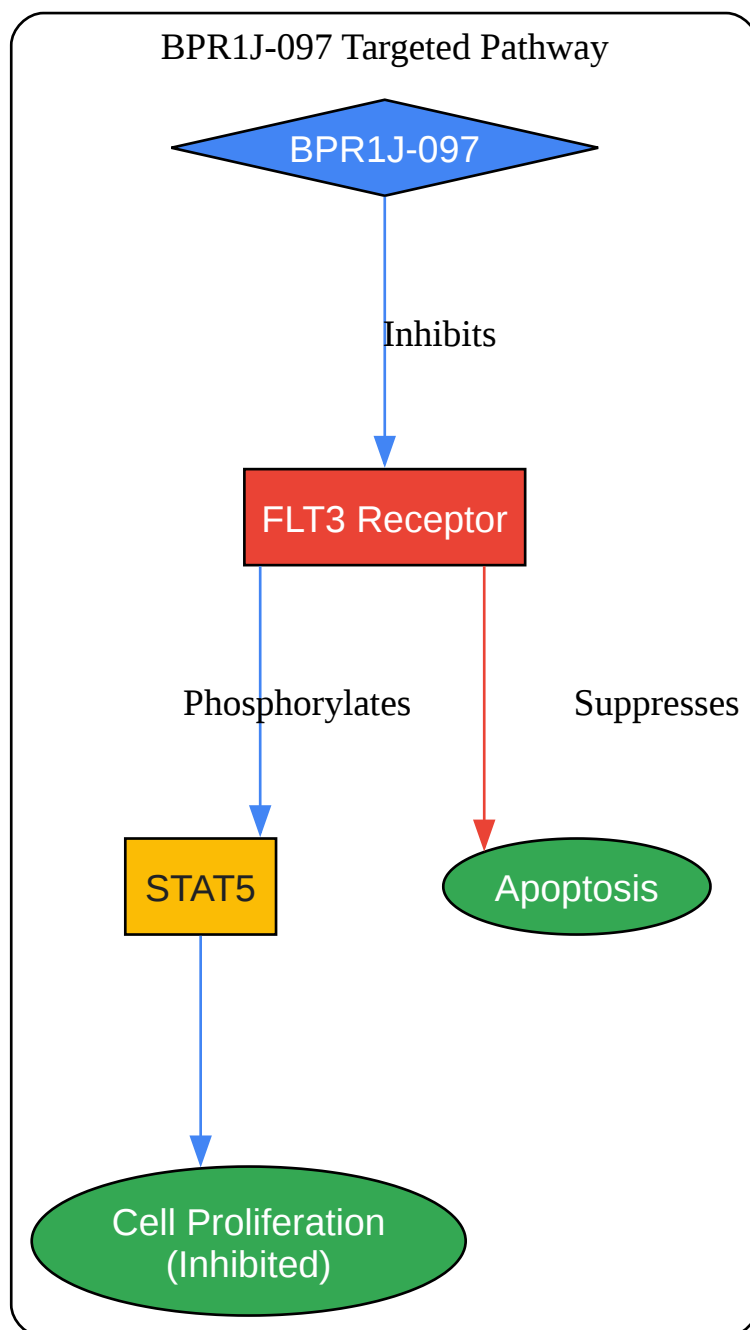 BPR1J-097 Targeted Pathway
BPR1J-097
Inhibits
FLT3 Receptor
Phosphorylates
Suppresses
STAT5
Apoptosis
Cell Proliferation
(Inhibited)